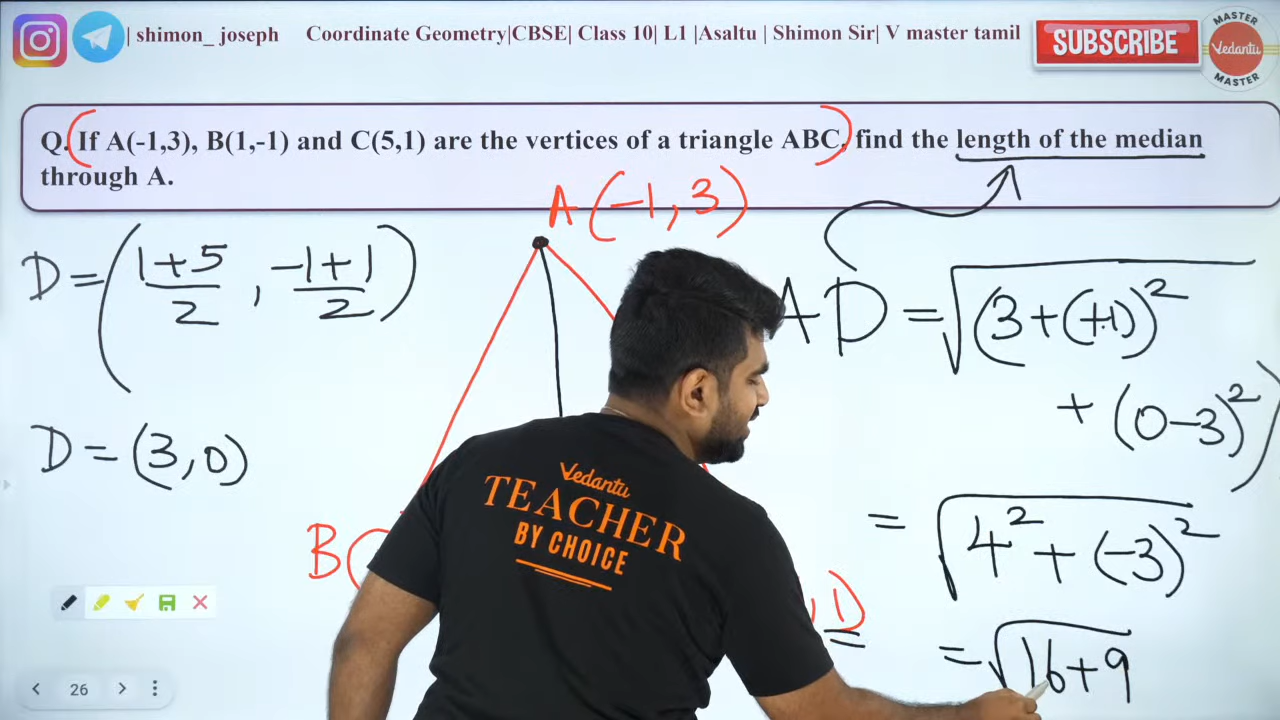 | shimon_ joseph Coordinate Geometry|CBSE| Class 10| L1 |Asaltu | Shimon Sir| V master tamil
SUBSCRIBE
MASTER
Vedantu
MASTER
Q. If A(-1,3), B(1,-1) and C(5,1) are the vertices of a triangle ABC, find the length of the median
through A.
A(-1,3)
D=(1+5/2, -1+1/2)
D=(3,0)
B(
, 1)
AD=√(3+(+1)²
+(0-3)²)
=√4²+(-3)²
=√16+9
Vedantu
TEACHER
BY CHOICE
26